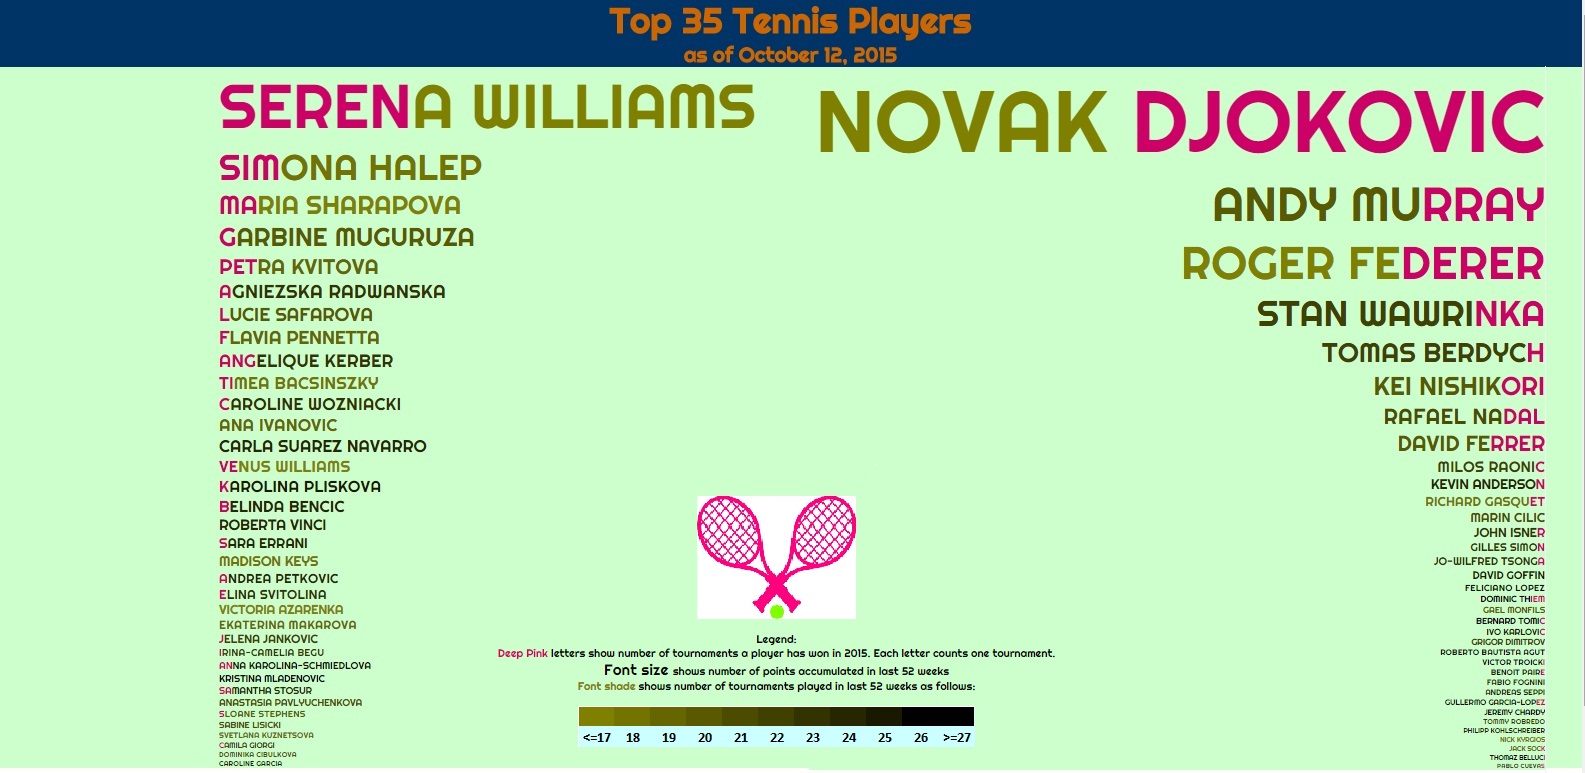 Top 35 Tennis Players
as of October 12, 2015
SERENA WILLIAMS
SIMONA HALEP
MARIA SHARAPOVA
GARBINE MUGURUZA
PETRA KVITOVA
AGNIEZSKA RADWANSKA
LUCIE SAFAROVA
FLAVIA PENNETTA
ANGELIQUE KERBER
TIMEA BACSINSZKY
CAROLINE WOZNIACKI
ANA IVANOVIC
CARLA SUAREZ NAVARRO
VENUS WILLIAMS
KAROLINA PLISKOVA
BELINDA BENCIC
ROBERTA VINCI
SARA ERRANI
MADISON KEYS
ANDREA PETKOVIC
ELINA SVITOLINA
VICTORIA AZARENKA
EKATERINA MAKAROVA
JELENA JANKOVIC
IRINA-CAMELIA BEGU
ANNA KAROLINA-SCHMIEDLOVA
KRISTINA MLADENOVIC
SAMANTHA STOSUR
ANASTASIA PAVLYUCHENKOVA
SLOANE STEPHENS
SABINE LISICKI
SVETLANA KUZNETSOVA
CAMILA GIORGI
DOMINIKA CIBULKOVA
CAROLINE GARCIA
NOVAK DJOKOVIC
ANDY MURRAY
ROGER FEDERER
STAN WAWRINKA
TOMAS BERDYCH
KEI NISHIKORI
RAFAEL NADAL
DAVID FERRER
MILOS RAONIC
KEVIN ANDERSON
RICHARD GASQUET
MARIN CILIC
JOHN ISNER
GILLES SIMON
JO-WILFRED TSONGA
DAVID GOFFIN
FELICIANO LOPEZ
DOMINIC THIEM
GAEL MONFILS
BERNARD TOMIC
IVO KARLOVIC
GRIGOR DIMITROV
ROBERTO BAUTISTA AGUT
VICTOR TROICKI
BENOIT PAIRE
FABIO FOGNINI
ANDREAS SEPPI
GULLERMO GARCIA-LOPEZ
JEREMY CHARDY
TOMMY ROBREDO
PHILIPP KOHLSCHREIBER
NICK KYRGIOS
JACK SOCK
THOMAZ BELLUCI
PABLO CUEVAS
Legend:
Deep Pink letters show number of tournaments a player has won in 2015. Each letter counts one tournament.
Font size shows number of points accumulated in last 52 weeks
Font shade shows number of tournaments played in last 52 weeks as follows:
<=17 18 19 20 21 22 23 24 25 26 >=27